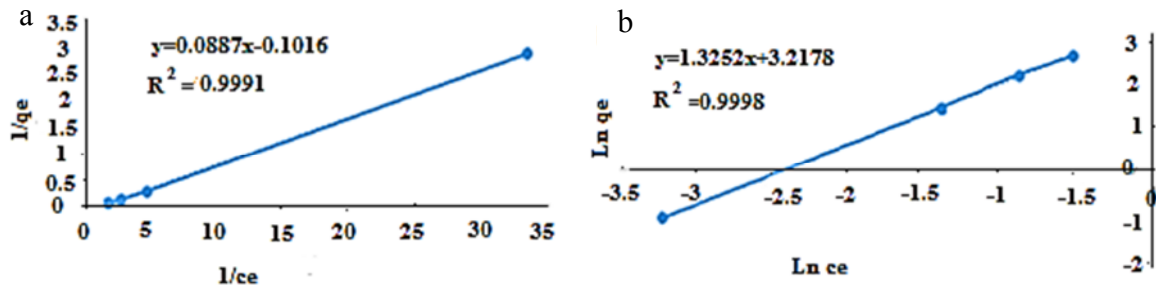 a
3.5
3
2.5
2
1.5
1
0.5
0
1/qe
y=0.0887x-0.1016
R² = 0.9991
0 5 10 15 20 25 30 35
1/ce
b
y=1.3252x+3.2178
R² =0.9998
Ln qe
3
2
1
0
-1
-2
-3.5 -3 -2.5 -2 -1.5 -1 -1.5 0
Ln ce